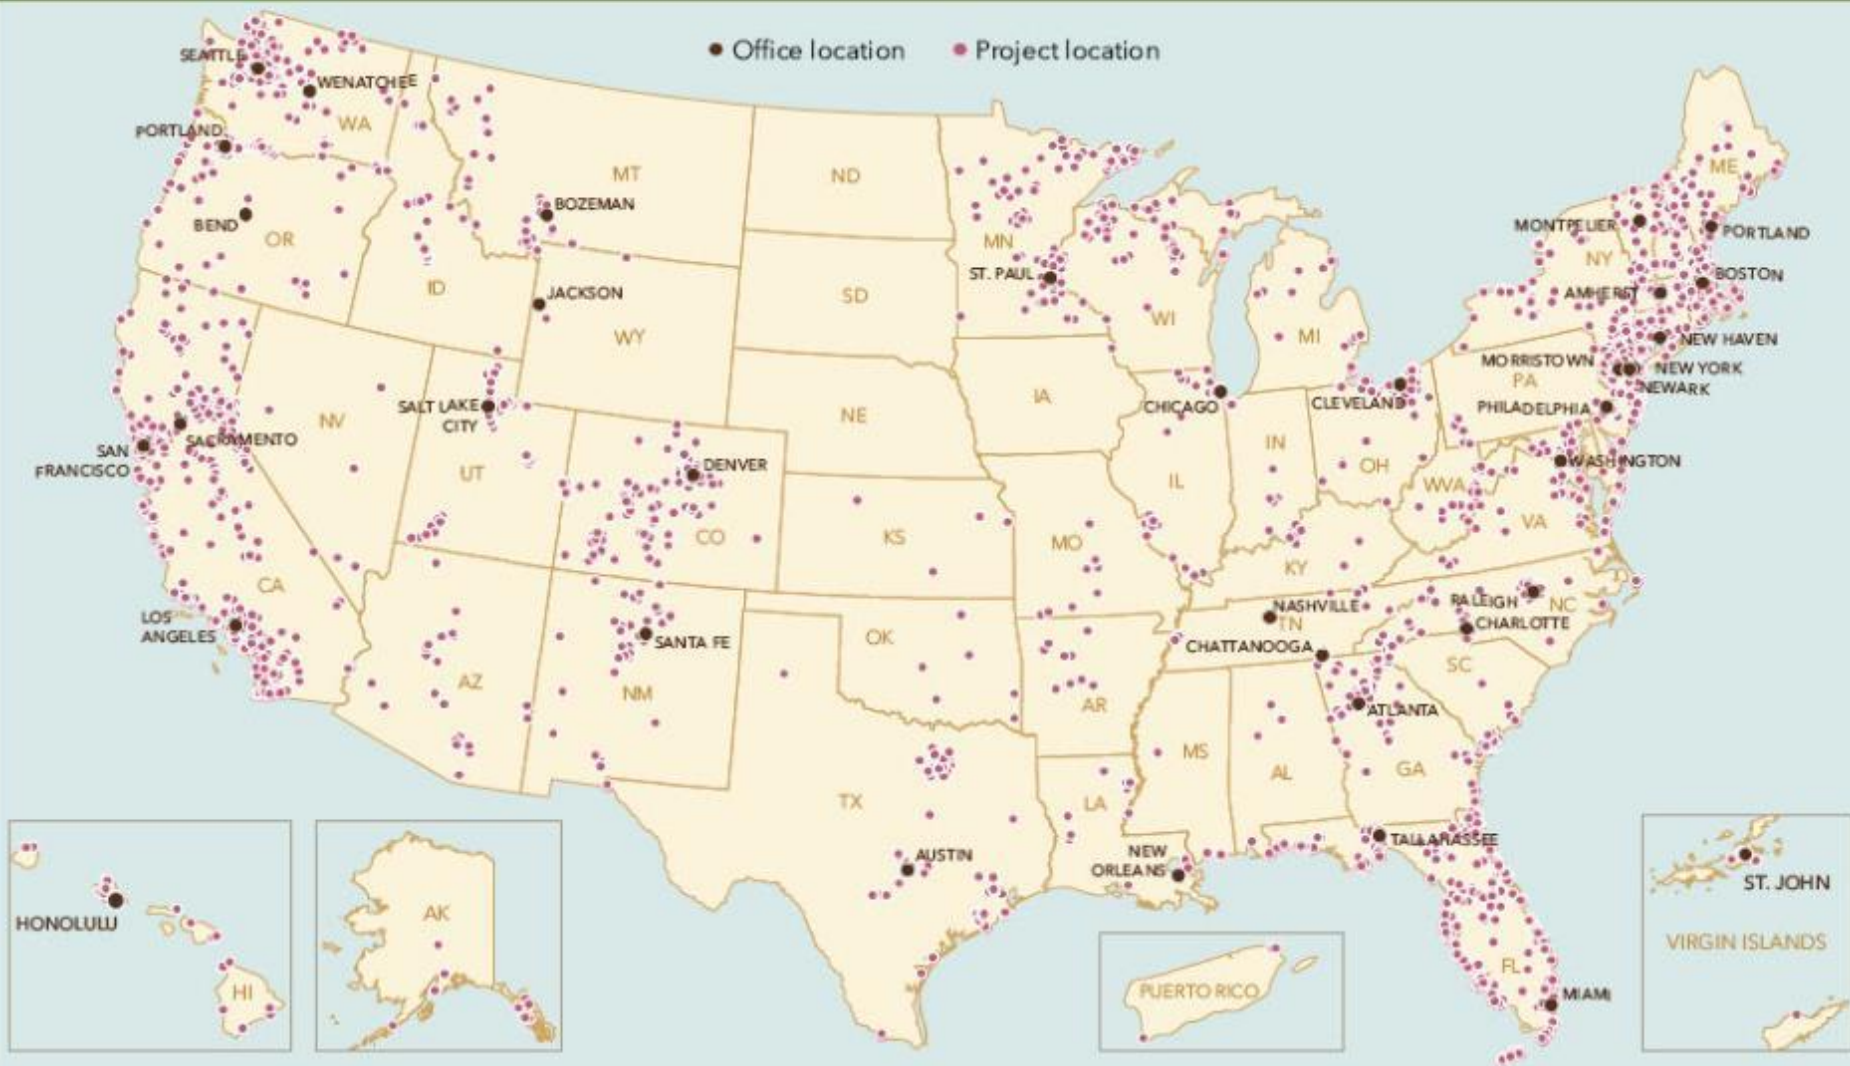 Office location
Project location
SEATTLE
WENATCHEE
WA
PORTLAND
BEND
OR
MT
BOZEMAN
ID
JACKSON
WY
ND
SD
MN
ST. PAUL
WI
MI
ME
MONTPELIER
PORTLAND
NY
BOSTON
AMHERST
NEW HAVEN
MORRISTOWN
NEW YORK
PA
NEWARK
PHILADELPHIA
CLEVELAND
CHICAGO
IA
NE
NV
SALT LAKE
CITY
UT
SACRAMENTO
SAN
FRANCISCO
DENVER
CO
KS
MO
IL
IN
OH
WVA
WASHINGTON
VA
KY
CA
LOS
ANGELES
AZ
SANTA FE
NM
OK
AR
NASHVILLE
TN
CHATTANOOGA
RALEIGH
NC
CHARLOTTE
SC
ATLANTA
GA
AL
MS
LA
TX
AUSTIN
NEW
ORLEANS
TALLAHASSEE
FL
MIAMI
HONOLULU
HI
AK
PUERTO RICO
ST. JOHN
VIRGIN ISLANDS